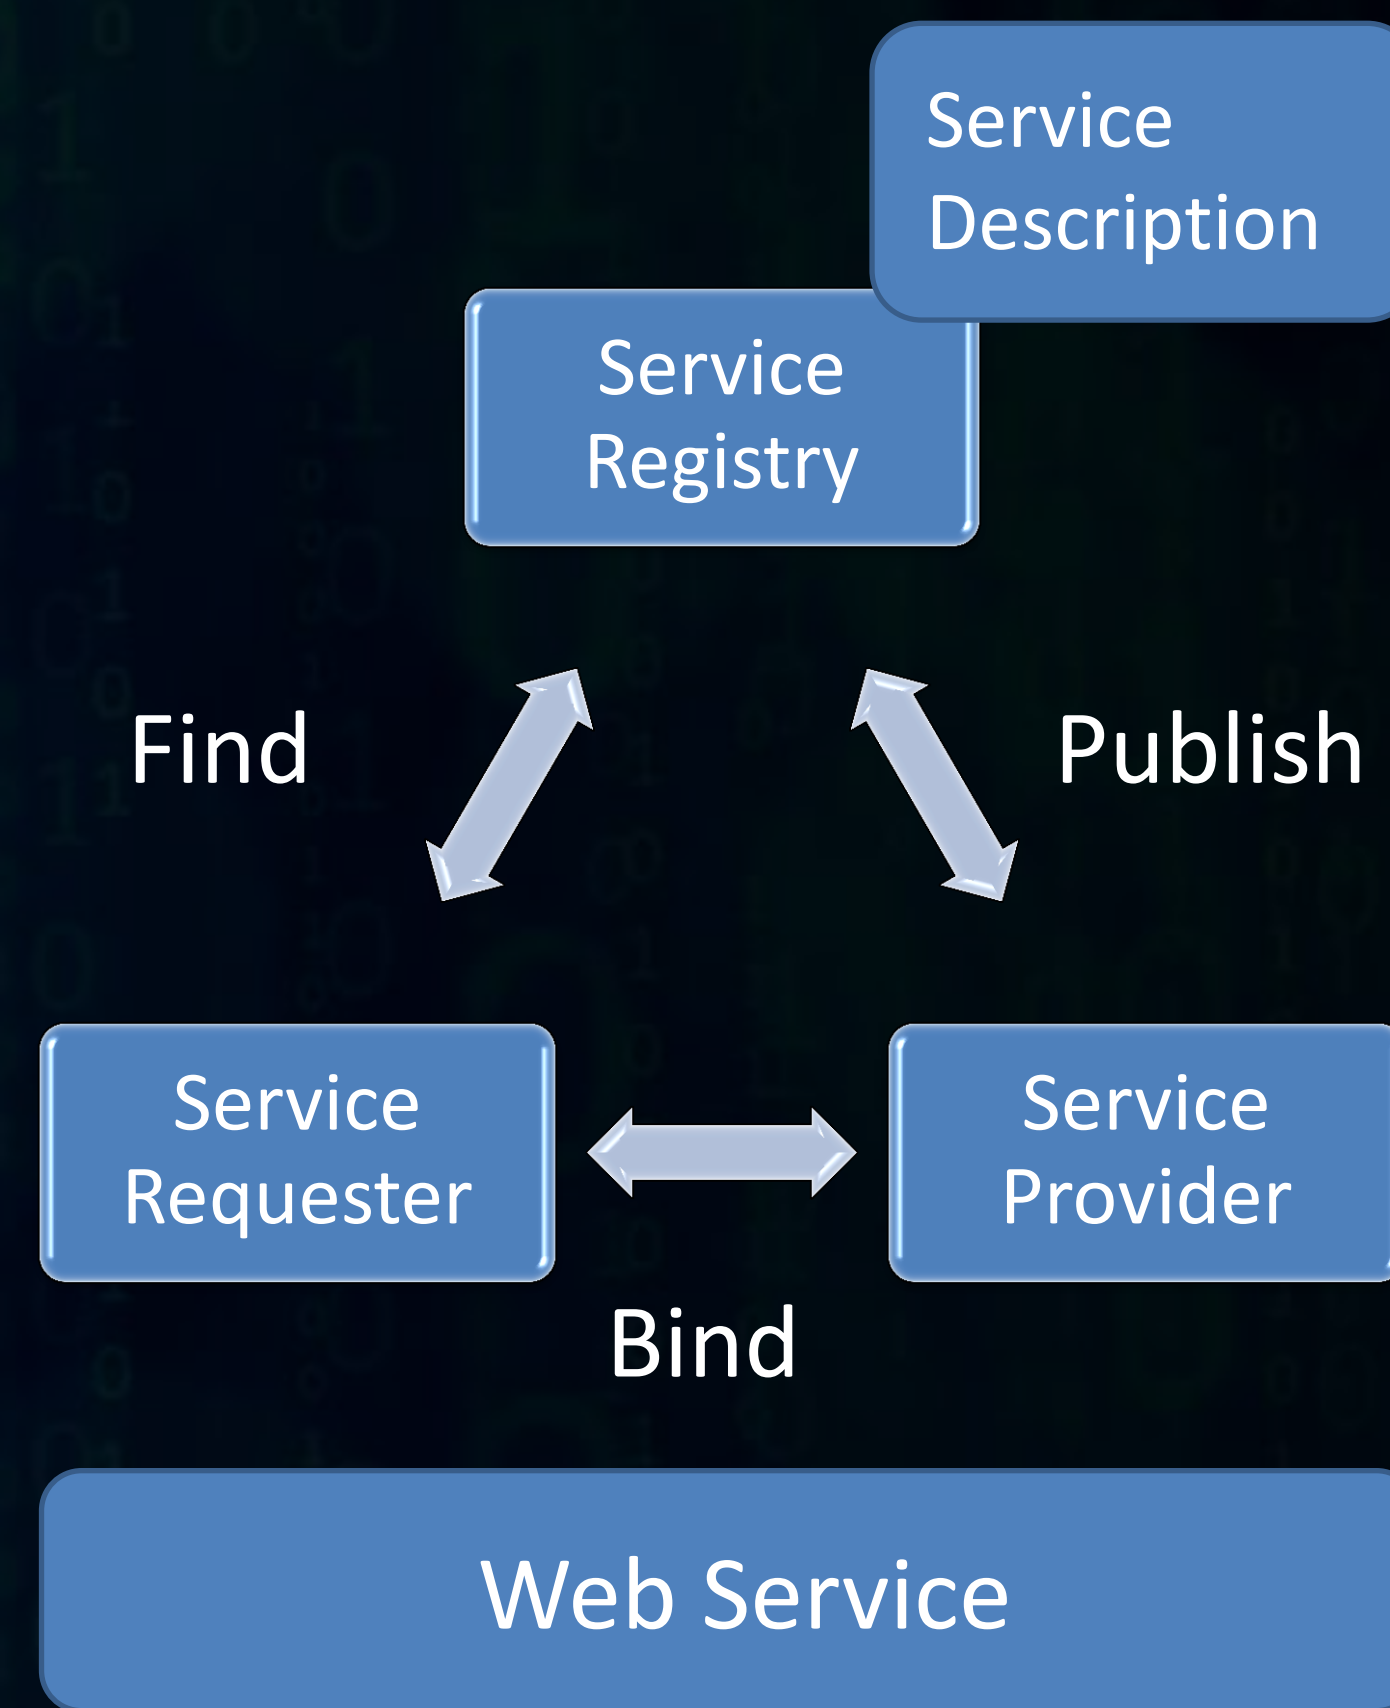 Service
Description
Service
Registry
Find
Publish
Service
Requester
Service
Provider
Bind
Web Service